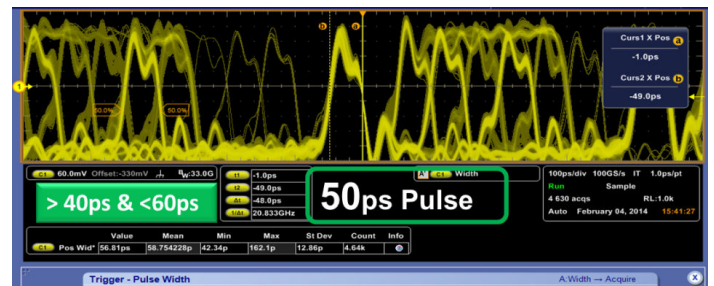 b a
Curs1 X Pos a
-1.0ps
Curs2 X Pos b
-49.0ps
1
50.0% 50.0%
C1 60.0mV Offset:-330mV BW:33.0G
t1 -1.0ps
t2 -49.0ps
Δt -48.0ps
1/Δt 20.833GHz
> 40ps & <60ps
50ps Pulse
A' C1 Width
100ps/div 100GS/s IT 1.0ps/pt
Run Sample
4 630 acqs RL:1.0k
Auto February 04, 2014 15:41:27
Value Mean Min Max St Dev Count Info
C1 Pos Wid* 56.81ps 58.754228p 42.34p 162.1p 12.86p 4.64k
Trigger - Pulse Width A:Width → Acquire X